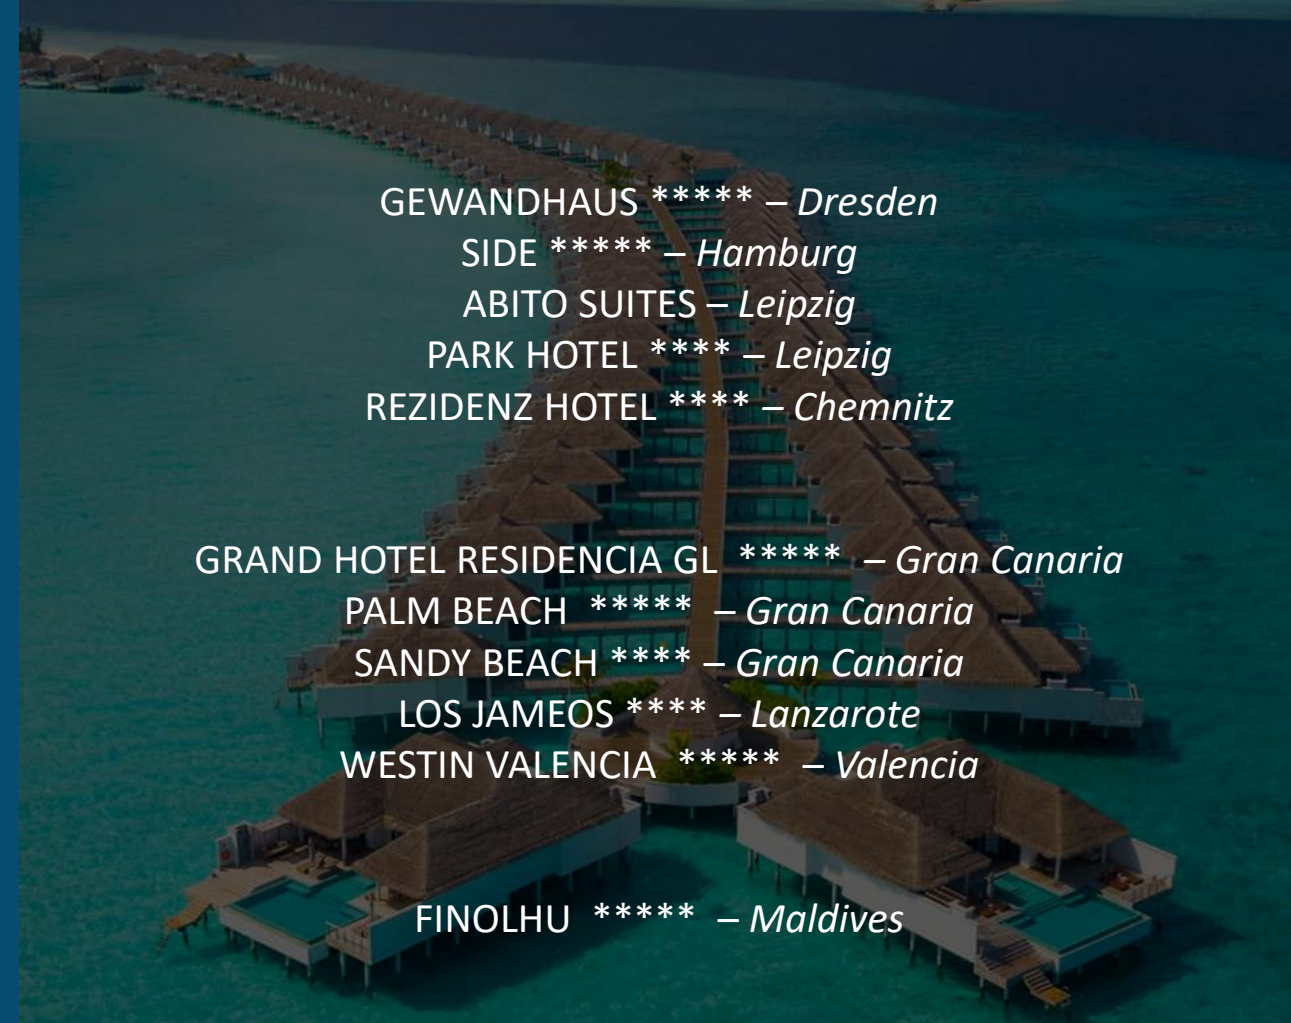 GEWANDHAUS ***** – Dresden
SIDE ***** – Hamburg
ABITO SUITES – Leipzig
PARK HOTEL **** – Leipzig
REZIDENZ HOTEL **** – Chemnitz
GRAND HOTEL RESIDENCIA GL ***** – Gran Canaria
PALM BEACH ***** – Gran Canaria
SANDY BEACH **** – Gran Canaria
LOS JAMEOS **** – Lanzarote
WESTIN VALENCIA ***** – Valencia
FINOLHU ***** – Maldives